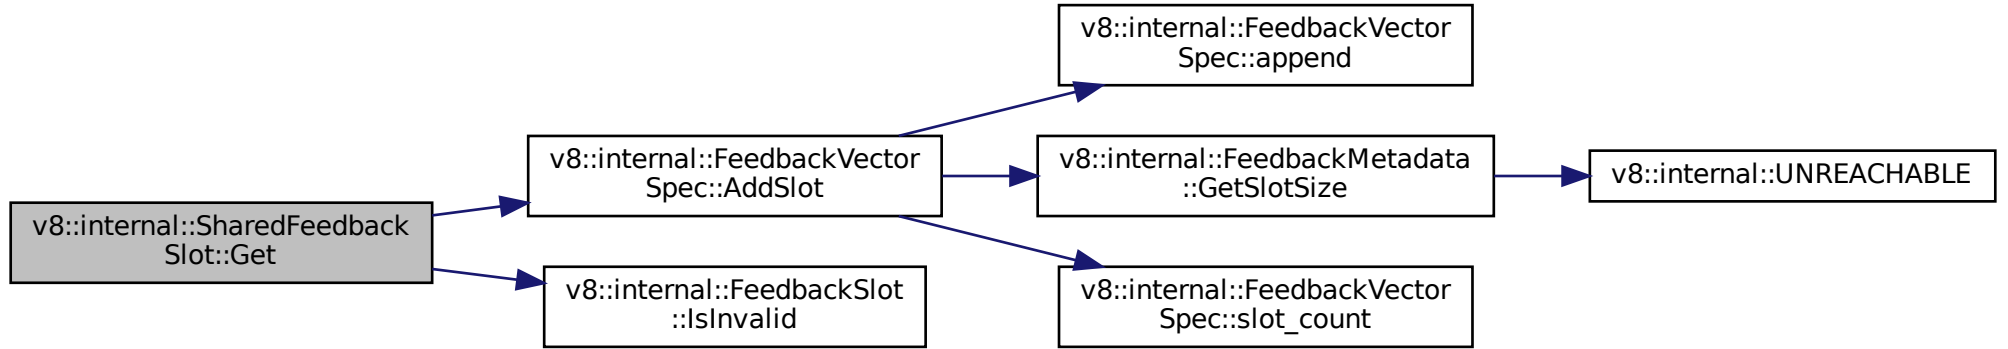 v8::internal::SharedFeedback
Slot::Get
v8::internal::FeedbackVector
Spec::AddSlot
v8::internal::FeedbackSlot
::IsInvalid
v8::internal::FeedbackVector
Spec::append
v8::internal::FeedbackMetadata
::GetSlotSize
v8::internal::FeedbackVector
Spec::slot_count
v8::internal::UNREACHABLE